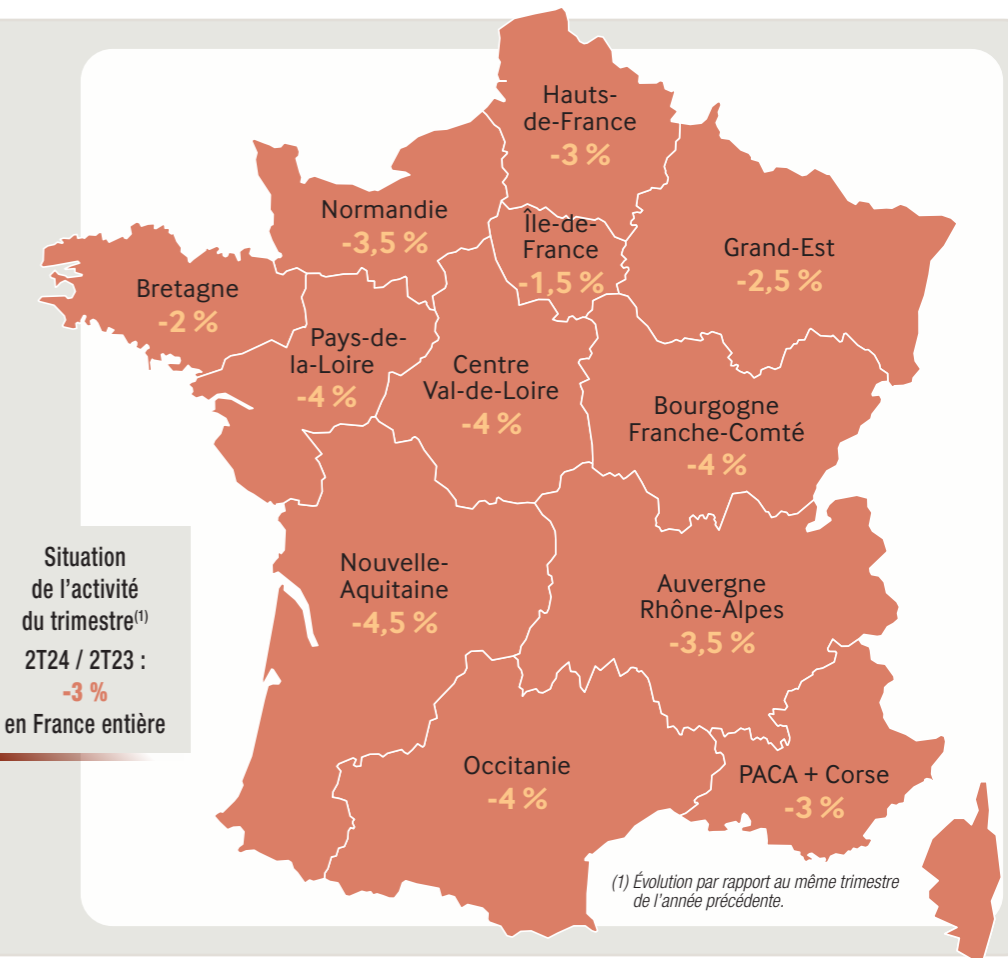 Hauts-
de-France
-3 %
Normandie
-3,5 %
Île-de-
France
-1,5 %
Grand-Est
-2,5 %
Bretagne
-2 %
Pays-de-
la-Loire
-4 %
Centre
Val-de-Loire
-4 %
Bourgogne
Franche-Comté
-4 %
Situation
de l’activité
du trimestre(1)
2T24 / 2T23 :
-3 %
en France entière
Nouvelle-
Aquitaine
-4,5 %
Auvergne
Rhône-Alpes
-3,5 %
Occitanie
-4 %
PACA + Corse
-3 %
(1) Évolution par rapport au même trimestre
de l’année précédente.